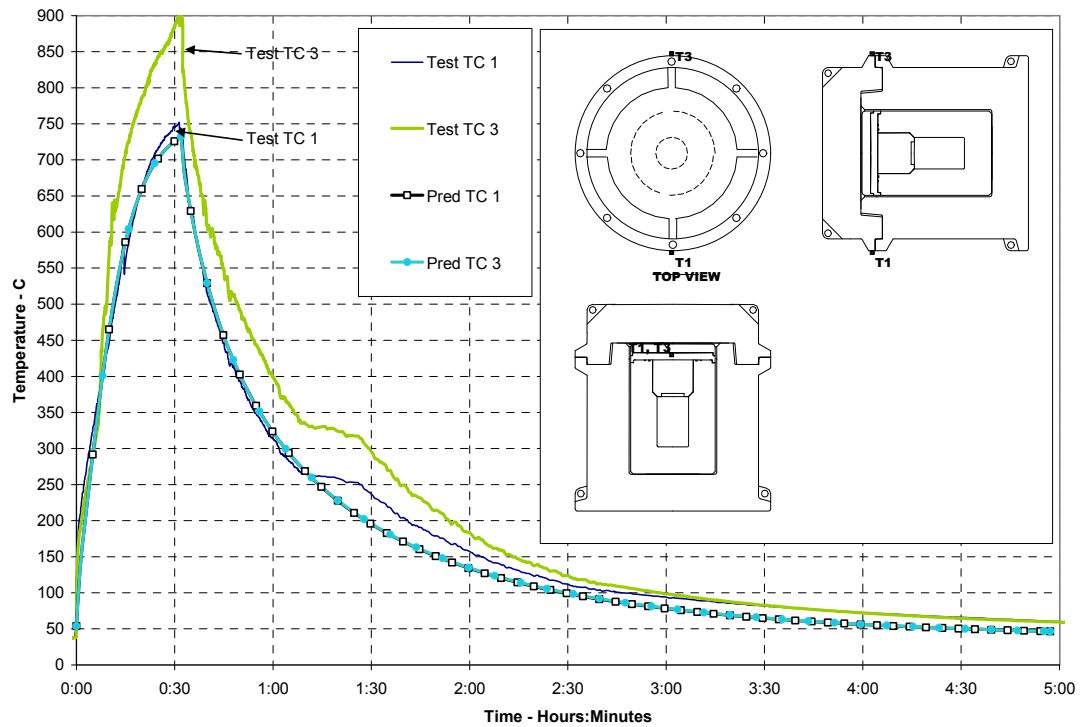 900
850
800
750
700
650
600
550
500
450
400
350
300
250
200
150
100
50
0
Temperature - C
0:00 0:30 1:00 1:30 2:00 2:30 3:00 3:30 4:00 4:30 5:00
Time - Hours:Minutes
Test TC 3
Test TC 1
Test TC 1
Test TC 3
Pred TC 1
Pred TC 3
T3
T1
TOP VIEW
T3
T1
T1, T3